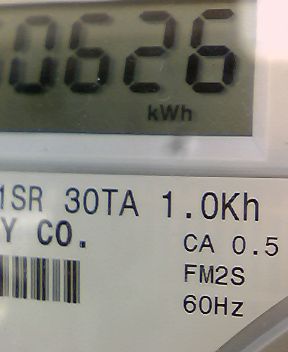 0626
kWh
1SR 30TA 1.0Kh
Y CO.
CA 0.5
FM2S
60Hz